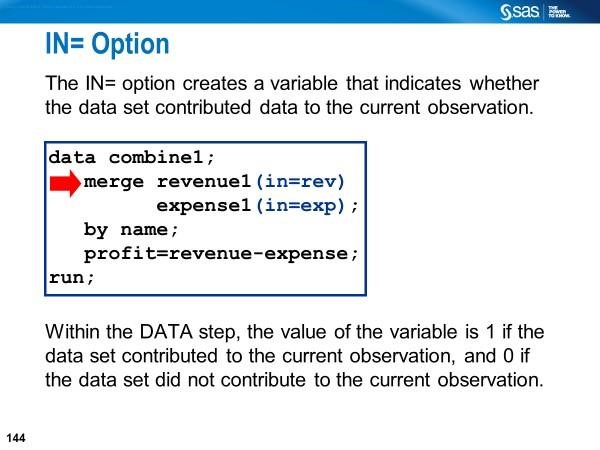 sas
THE
POWER
TO KNOW.
IN= Option
The IN= option creates a variable that indicates whether
the data set contributed data to the current observation.
data combine1;
merge revenue1(in=rev)
expense1(in=exp);
by name;
profit=revenue-expense;
run;
Within the DATA step, the value of the variable is 1 if the
data set contributed to the current observation, and 0 if
the data set did not contribute to the current observation.
144